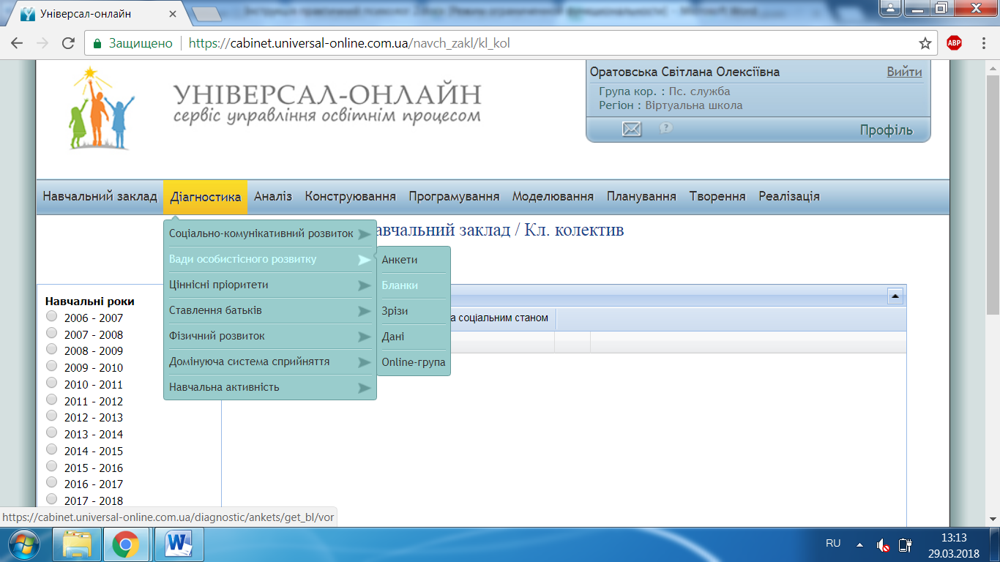 Універсал-онлайн
Защищено
https://cabinet.universal-online.com.ua/navch_zakl/kl_kol
ABP
УНІВЕРСАЛ-ОНЛАЙН
сервіс управління освітнім процесом
Оратовська Світлана Олексіївна Вийти
Група кор. : Пс. служба
Регіон : Віртуальна школа
?
Профіль
Навчальний заклад Діагностика Аналіз Конструювання Програмування Моделювання Планування Творення Реалізація
авчальний заклад / Кл. колектив
Соціально-комунікативний розвиток
Вади особистісного розвитку
Ціннісні пріоритети
Ставлення батьків
Фізичний розвиток
Домінуюча система сприйняття
Навчальна активність
Анкети
Бланки
Зрізи
Дані
Online-група
а соціальним станом
Навчальні роки
2006 - 2007
2007 - 2008
2008 - 2009
2009 - 2010
2010 - 2011
2011 - 2012
2012 - 2013
2013 - 2014
2014 - 2015
2015 - 2016
2016 - 2017
2017 - 2018
https://cabinet.universal-online.com.ua/diagnostic/ankets/get_bl/vor
W
RU
13:13
29.03.2018